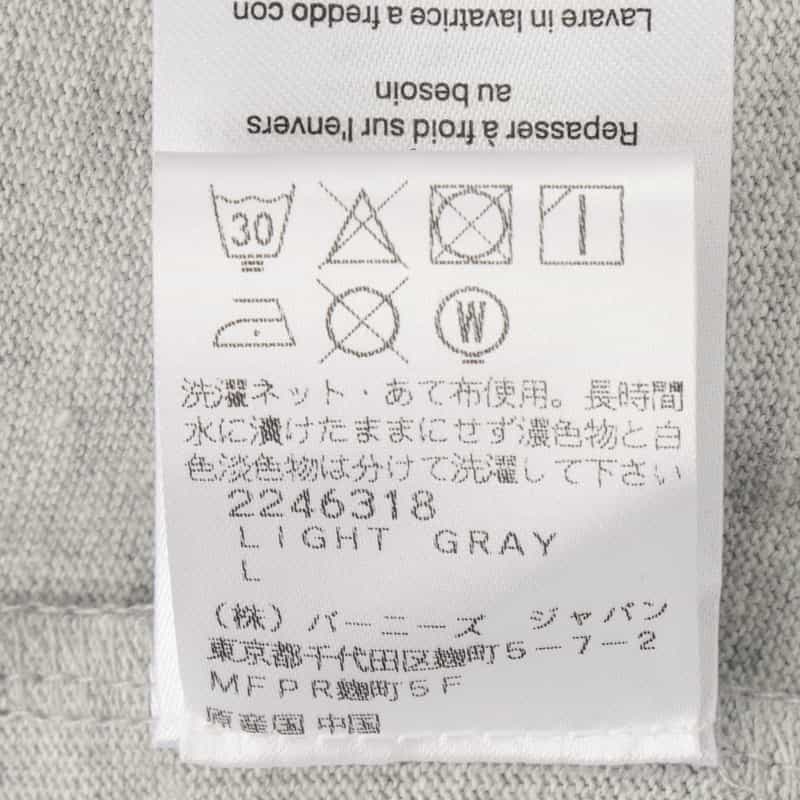 Lavare in lavatrice a freddo con
au besoin
Repasser à froid sur l'envers
30
W
洗濯ネット・あて布使用。長時間
水に漬けたままにせず濃色物と白
色淡色物は分けて洗濯して下さい
2246318
LIGHT GRAY
L
(株) バーニーズ ジャパン
東京都千代田区麹町5-7-2
MFPR麹町5F
原産国 中国